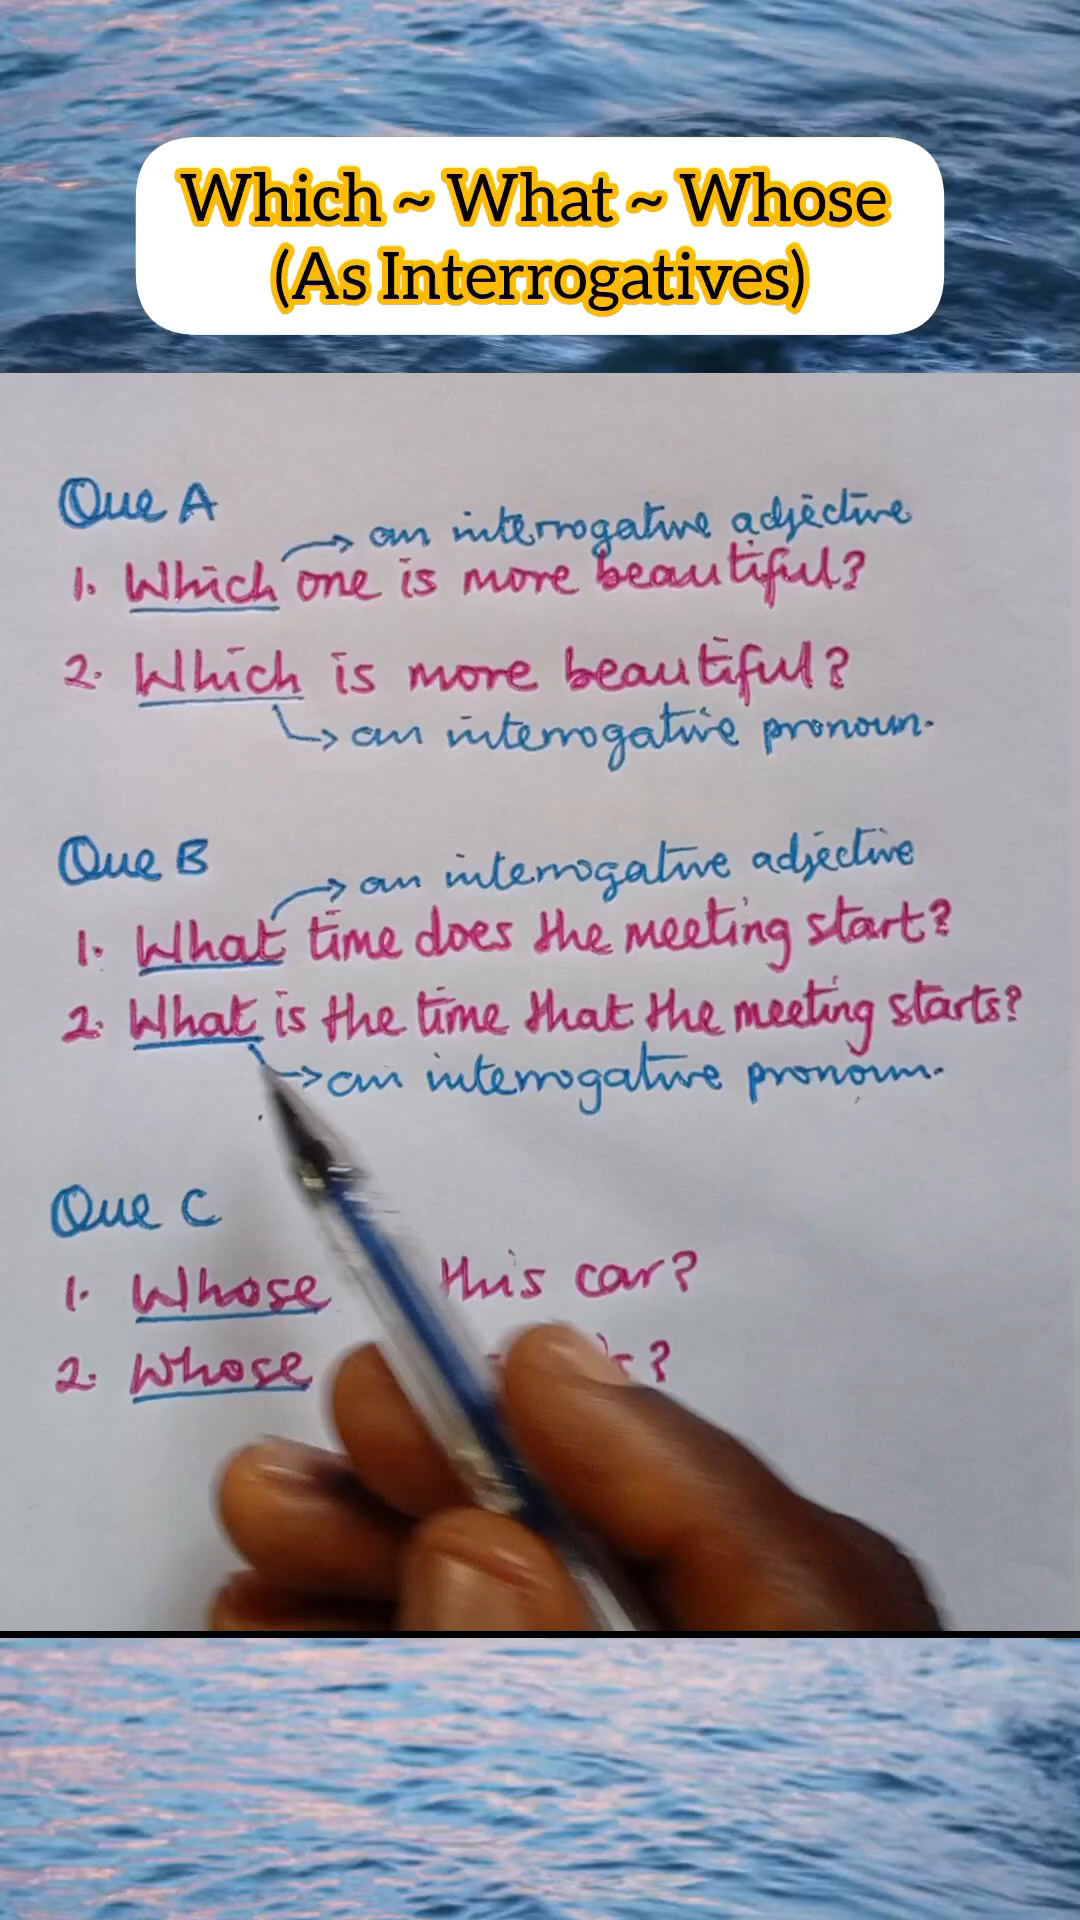 Which ~ What ~ Whose
(As Interrogatives)
Que A
an interrogative adjective
1. Which one is more beautiful?
2. Which is more beautiful?
an interrogative pronoun.
Que B
an interrogative adjective
1. What time does the meeting start?
2. What is the time that the meeting starts?
an interrogative pronoun.
Que C
1. Whose this car?
2. Whose ?